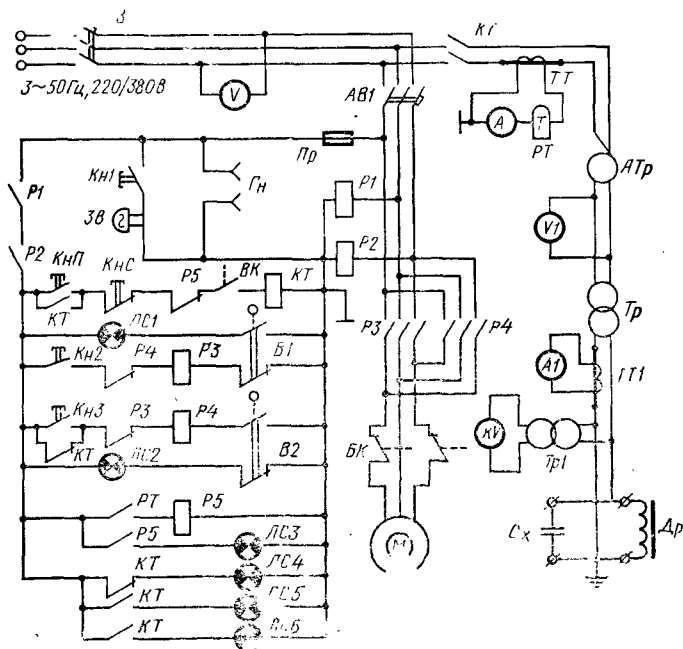 З
КТ
3~50Гц, 220/380В
V
ТТ
АВ1
А
Т
РТ
Пр
Кн1
Гн
Р1
АТр
Р1
ЗВ
V1
Р2
Р2
КнП
КнС
Р5
ВК
КТ
Тр
КТ
ЛС1
Р3
Р4
Кн2
Р4
Р3
В1
А1
ТТ1
Кн3
Р3
Р4
БК
kV
КТ
ЛС2
В2
Тр1
РТ
Р5
М
Сх
Др
Р5
ЛС3
КТ
ЛС4
КТ
КТ